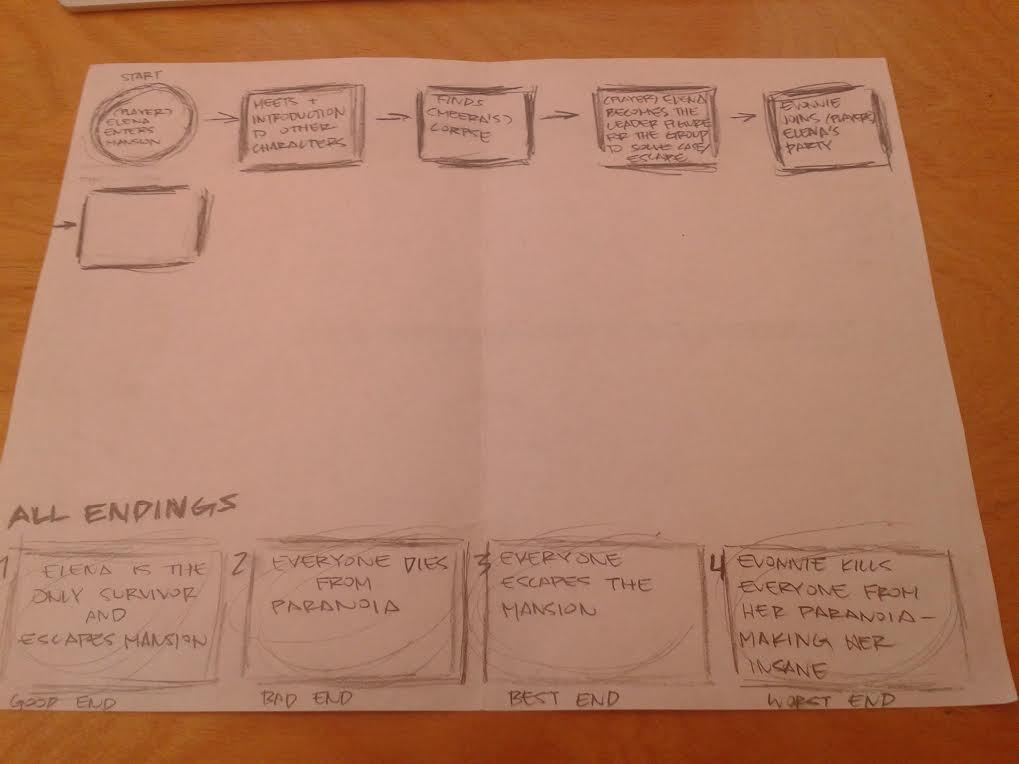 START
(PLAYER)
ELENA
ENTERS
MANSION
MEETS +
INTRODUCTION
TO OTHER
CHARACTERS
FINDS
(MEERA'S)
CORPSE
(PLAYER) ELENA
BECOMES THE
LEADER FIGURE
FOR THE GROUP
TO SOLVE CASE/
ESCAPE
EVONNIE
JOINS (PLAYERS)
ELENA'S
PARTY
ALL ENDINGS
1 ELENA IS THE
ONLY SURVIVOR
AND
ESCAPES MANSION
GOOD END
2 EVERYONE DIES
FROM
PARANOIA
BAD END
3 EVERYONE
ESCAPES THE
MANSION
BEST END
4 EVONNIE KILLS
EVERYONE FROM
HER PARANOIA-
MAKING HER
INSANE
WORST END